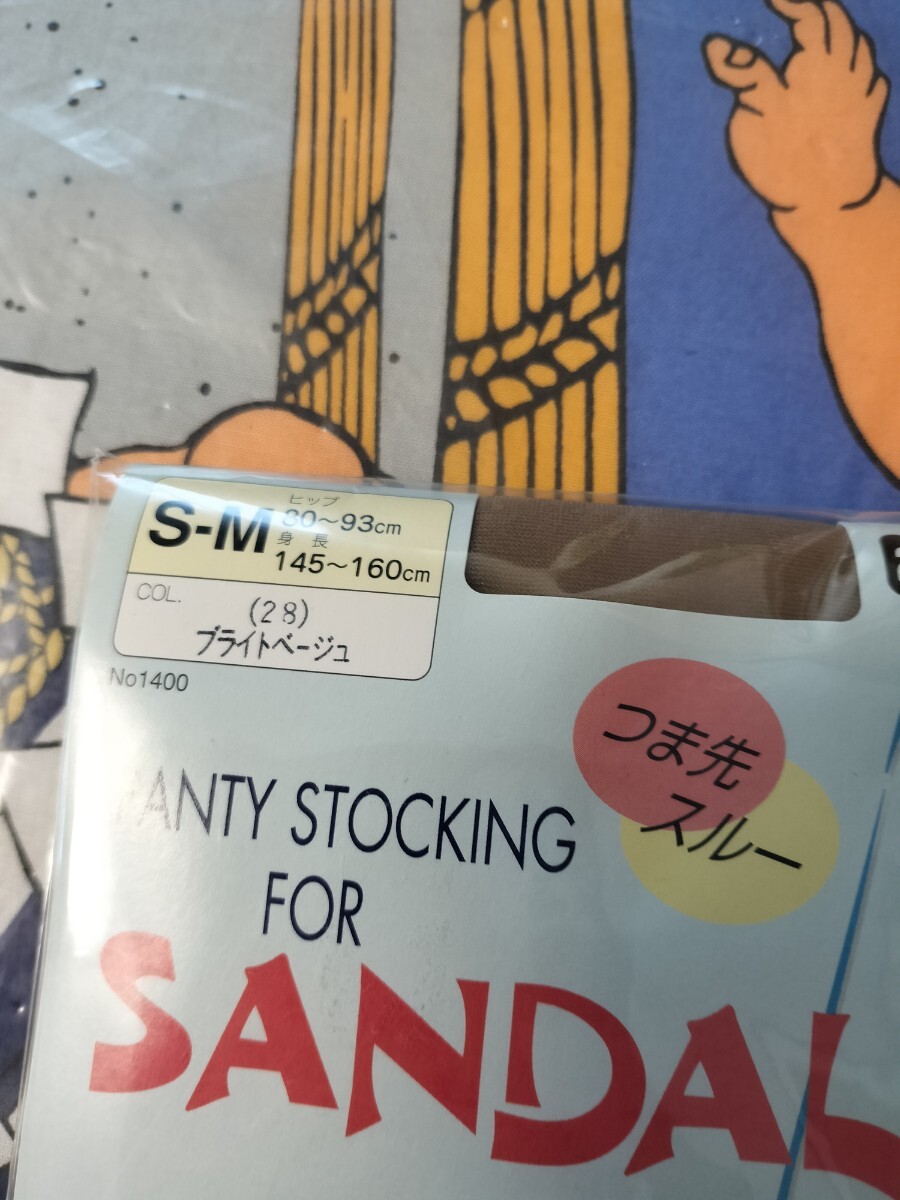 S-M
ヒップ
80～93cm
身長
145～160cm
COL.
(28)
ブライトベージュ
No1400
つま先
スルー
PANTY STOCKING
FOR
SANDAL